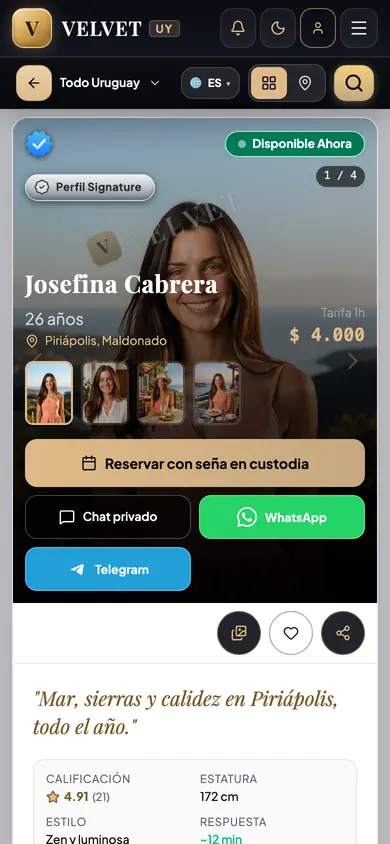 V VELVET UY
Todo Uruguay
ES
Disponible Ahora
Perfil Signature
1 / 4
V VELVET
Josefina Cabrera
26 años
Tarifa 1h
Piriápolis, Maldonado
$ 4.000
Reservar con seña en custodia
Chat privado
WhatsApp
Telegram
"Mar, sierras y calidez en Piriápolis,
todo el año."
CALIFICACIÓN ESTATURA
4.91 (21) 172 cm
ESTILO RESPUESTA
Zen y luminosa ~12 min